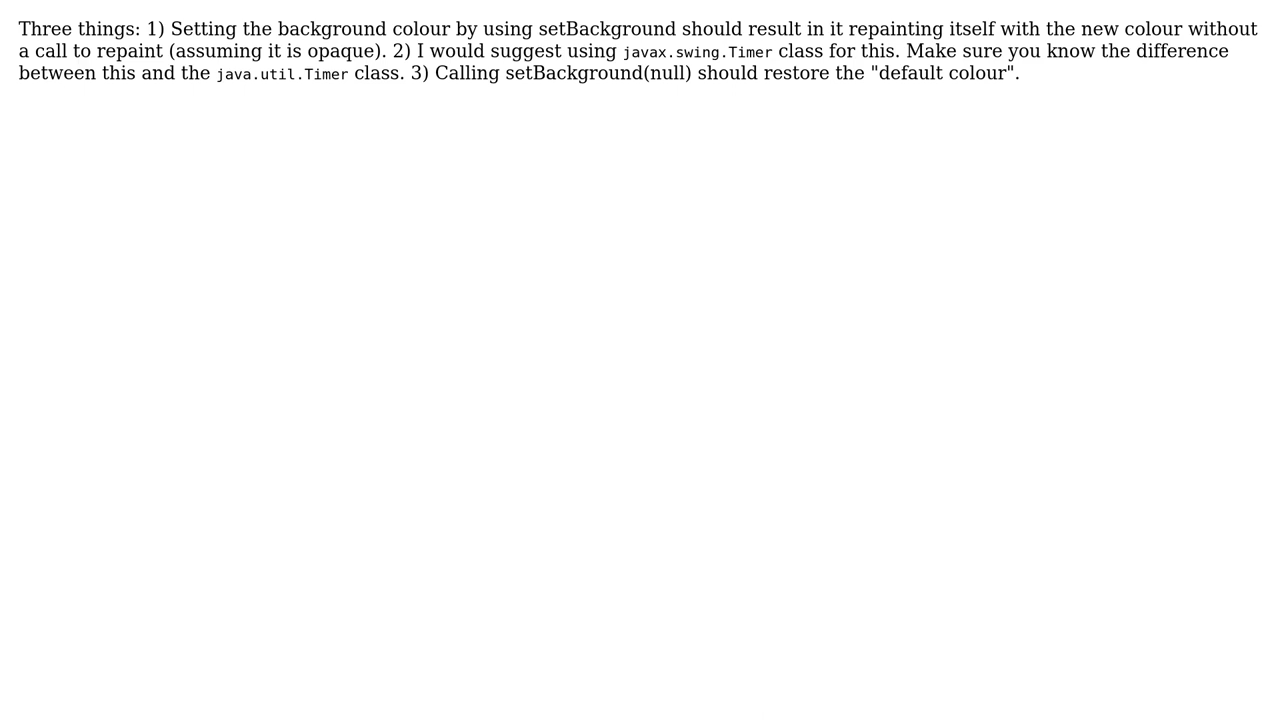 Three things: 1) Setting the background colour by using setBackground should result in it repainting itself with the new colour without
a call to repaint (assuming it is opaque). 2) I would suggest using javax.swing.Timer class for this. Make sure you know the difference
between this and the java.util.Timer class. 3) Calling setBackground(null) should restore the "default colour".